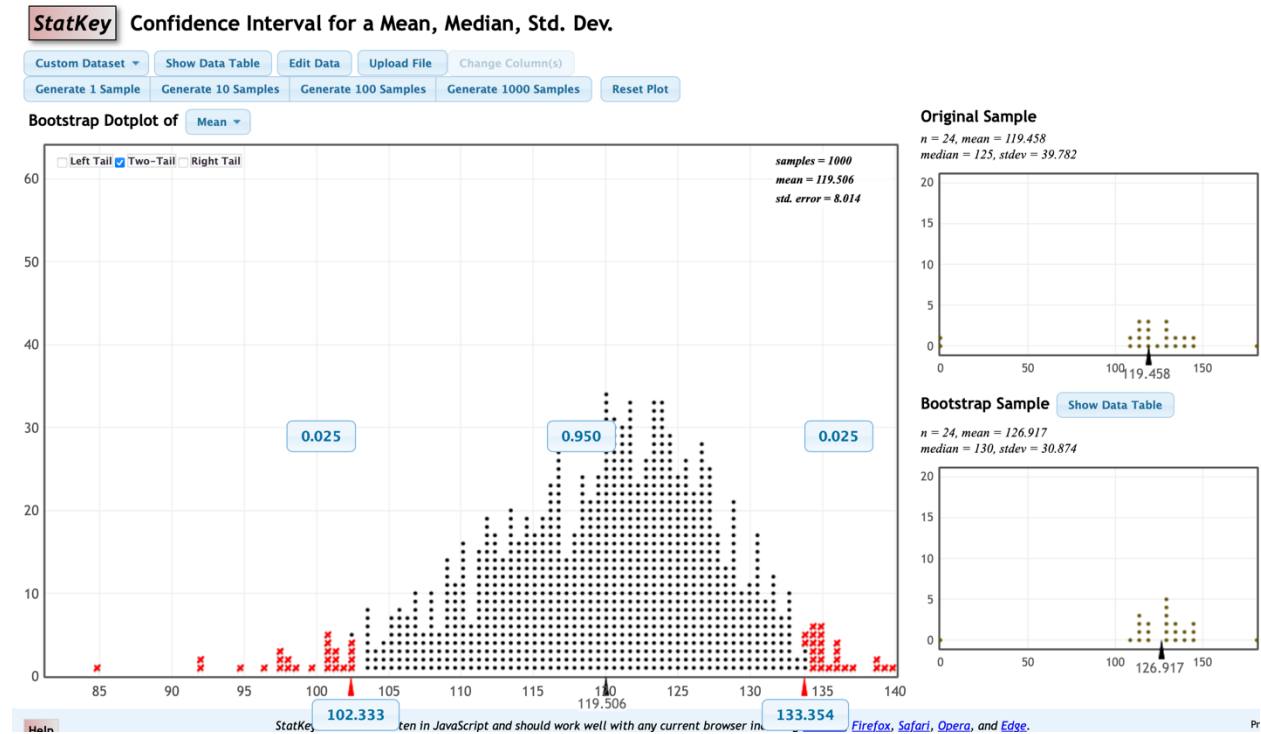 StatKey Confidence Interval for a Mean, Median, Std. Dev.
Custom Dataset Show Data Table Edit Data Upload File Change Column(s)
Generate 1 Sample Generate 10 Samples Generate 100 Samples Generate 1000 Samples Reset Plot
Bootstrap Dotplot of Mean
Left Tail Two-Tail Right Tail
samples = 1000
mean = 119.506
std. error = 8.014
60
50
40
30
20
10
0
0.025 0.950 0.025
85 90 95 100 105 110 115 120 125 130 135 140
119.506
102.333 133.354
Original Sample
n = 24, mean = 119.458
median = 125, stdev = 39.782
20
15
10
5
0
0 50 100 150
119.458
Bootstrap Sample Show Data Table
n = 24, mean = 126.917
median = 130, stdev = 30.874
20
15
10
5
0
0 50 100 150
126.917
Help
StatKey ten in JavaScript and should work well with any current browser in Firefox, Safari, Opera, and Edge.
Pr